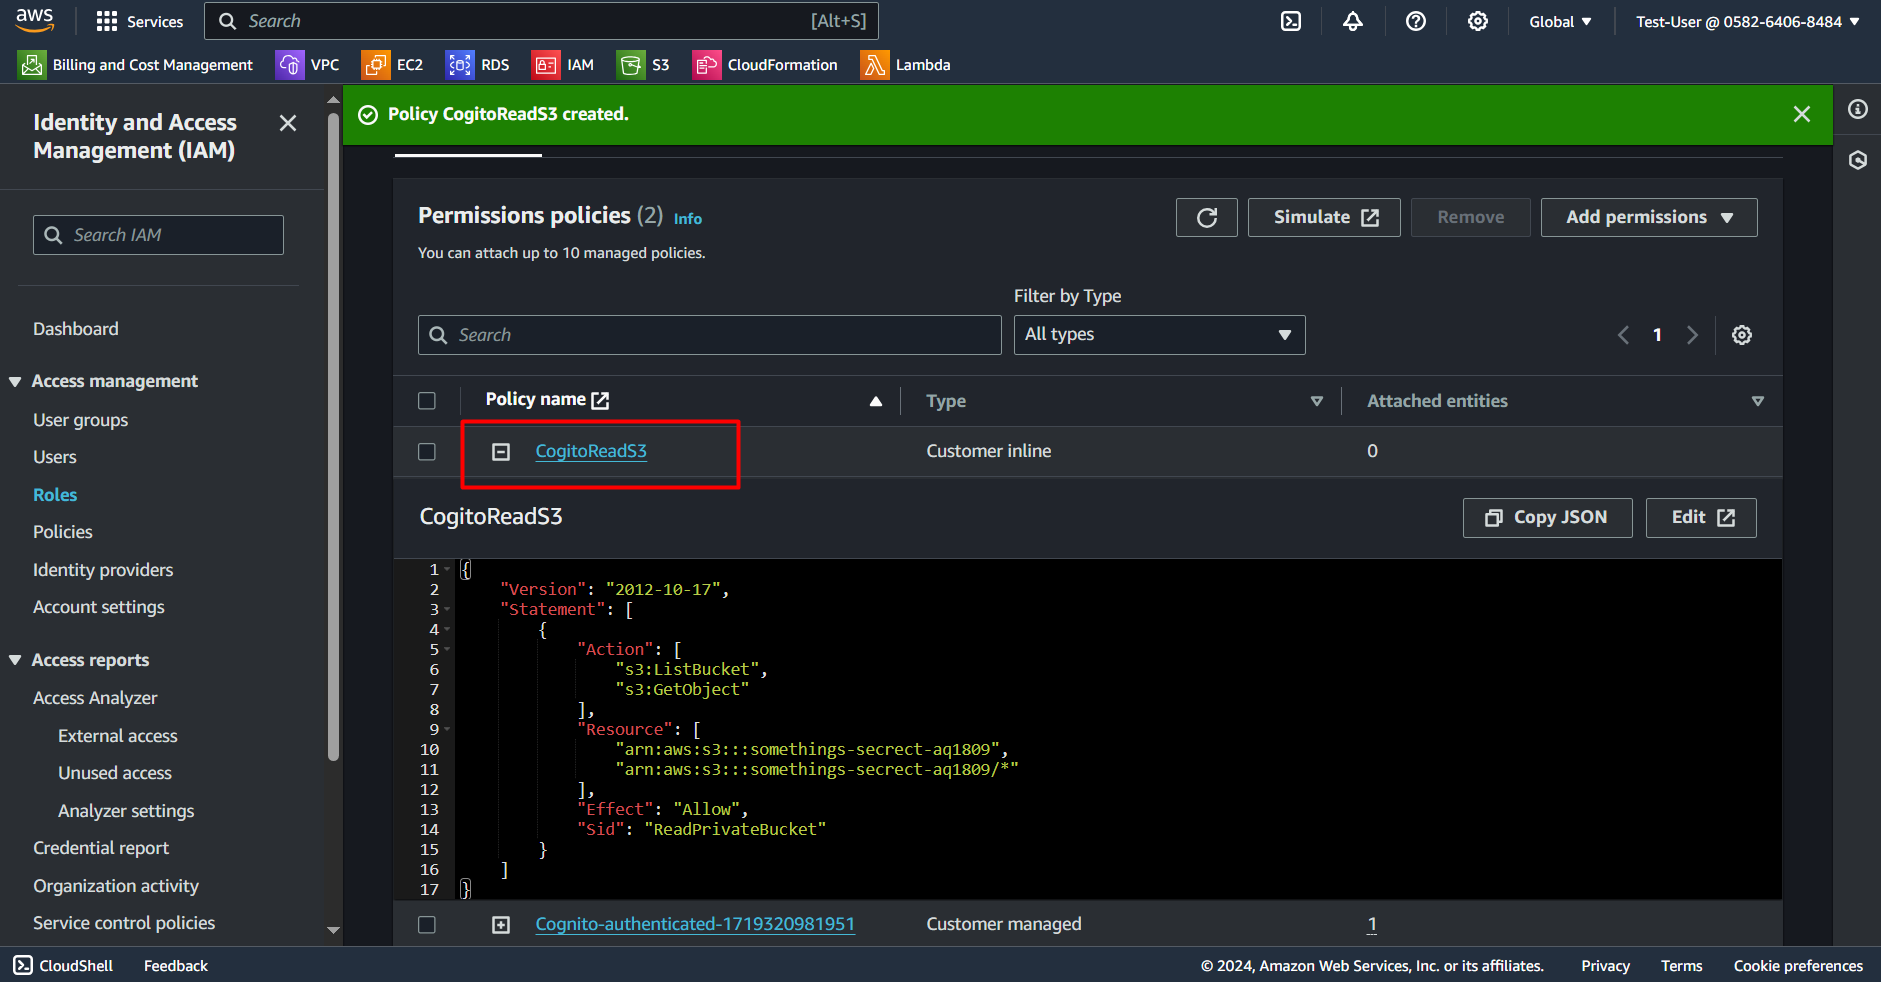 aws
Services
Search
[Alt+S]
Global
Test-User @ 0582-6406-8484
Billing and Cost Management
VPC
EC2
RDS
IAM
S3
CloudFormation
Lambda
Identity and Access
Management (IAM)
Search IAM
Dashboard
Access management
User groups
Users
Roles
Policies
Identity providers
Account settings
Access reports
Access Analyzer
External access
Unused access
Analyzer settings
Credential report
Organization activity
Service control policies
Policy CogitoReadS3 created.
Permissions policies (2) Info
You can attach up to 10 managed policies.
Simulate
Remove
Add permissions
Filter by Type
Search
All types
1
Policy name
Type
Attached entities
CogitoReadS3
Customer inline
0
CogitoReadS3
Copy JSON
Edit
1 {
2 "Version": "2012-10-17",
3 "Statement": [
4 {
5 "Action": [
6 "s3:ListBucket",
7 "s3:GetObject"
8 ],
9 "Resource": [
10 "arn:aws:s3:::somethings-secrect-aq1809",
11 "arn:aws:s3:::somethings-secrect-aq1809/*"
12 ],
13 "Effect": "Allow",
14 "Sid": "ReadPrivateBucket"
15 }
16 ]
17 }
Cognito-authenticated-1719320981951
Customer managed
1
CloudShell
Feedback
© 2024, Amazon Web Services, Inc. or its affiliates.
Privacy
Terms
Cookie preferences